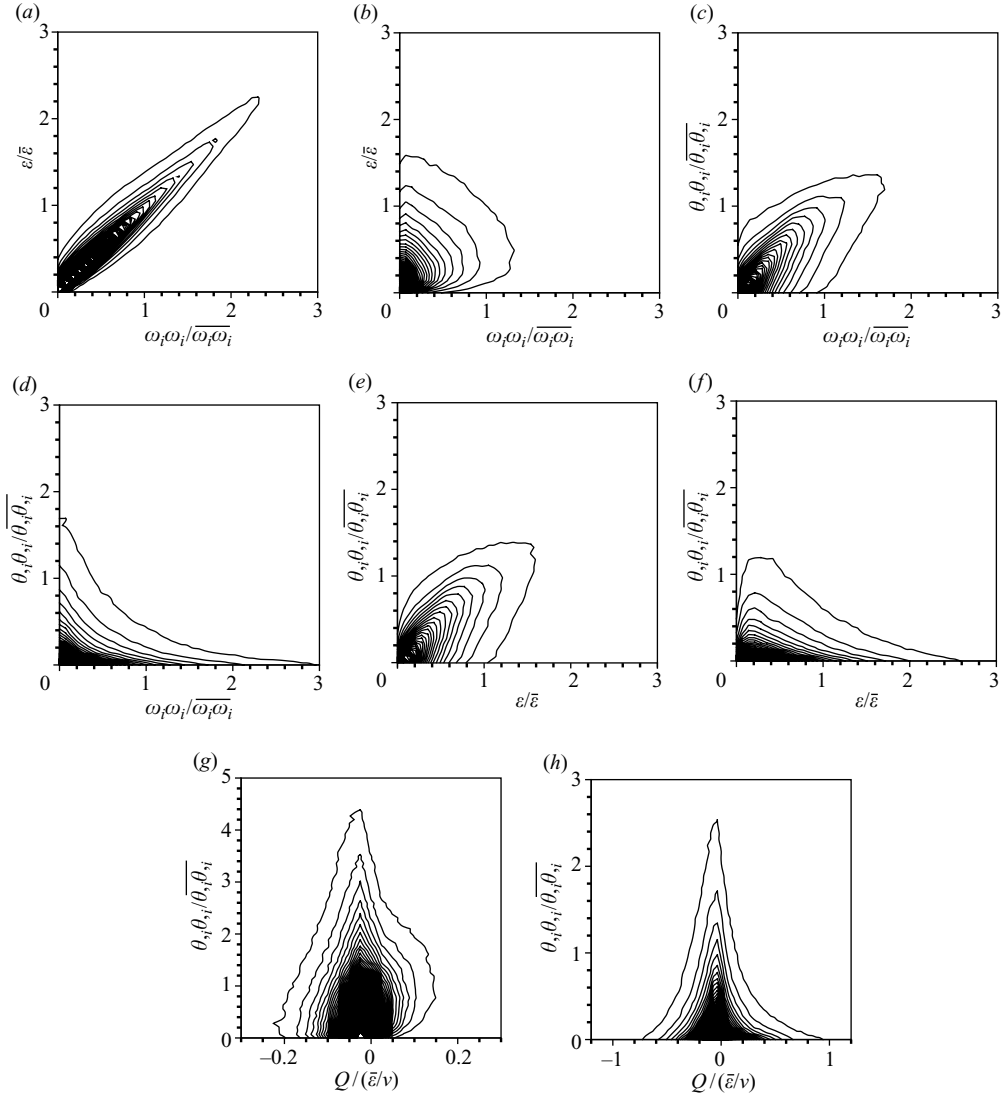 (a) (b) (c)
3 3 3
2 2 2
1 1 1
0 1 2 3 0 1 2 3 0 1 2 3
ε/ε̅ ε/ε̅ θ,ᵢθ,ᵢ/θ,ᵢθ,ᵢ
ωᵢωᵢ/ωᵢωᵢ ωᵢωᵢ/ωᵢωᵢ ωᵢωᵢ/ωᵢωᵢ
(d) (e) (f)
3 3 3
2 2 2
1 1 1
0 1 2 3 0 1 2 3 0 1 2 3
θ,ᵢθ,ᵢ/θ,ᵢθ,ᵢ θ,ᵢθ,ᵢ/θ,ᵢθ,ᵢ θ,ᵢθ,ᵢ/θ,ᵢθ,ᵢ
ωᵢωᵢ/ωᵢωᵢ ε/ε̅ ε/ε̅
(g) (h)
5
4 3
3 2
2
1 1
0 0
−0.2 0 0.2 −1 0 1
θ,ᵢθ,ᵢ/θ,ᵢθ,ᵢ θ,ᵢθ,ᵢ/θ,ᵢθ,ᵢ
Q/(ε̅/ν) Q/(ε̅/ν)